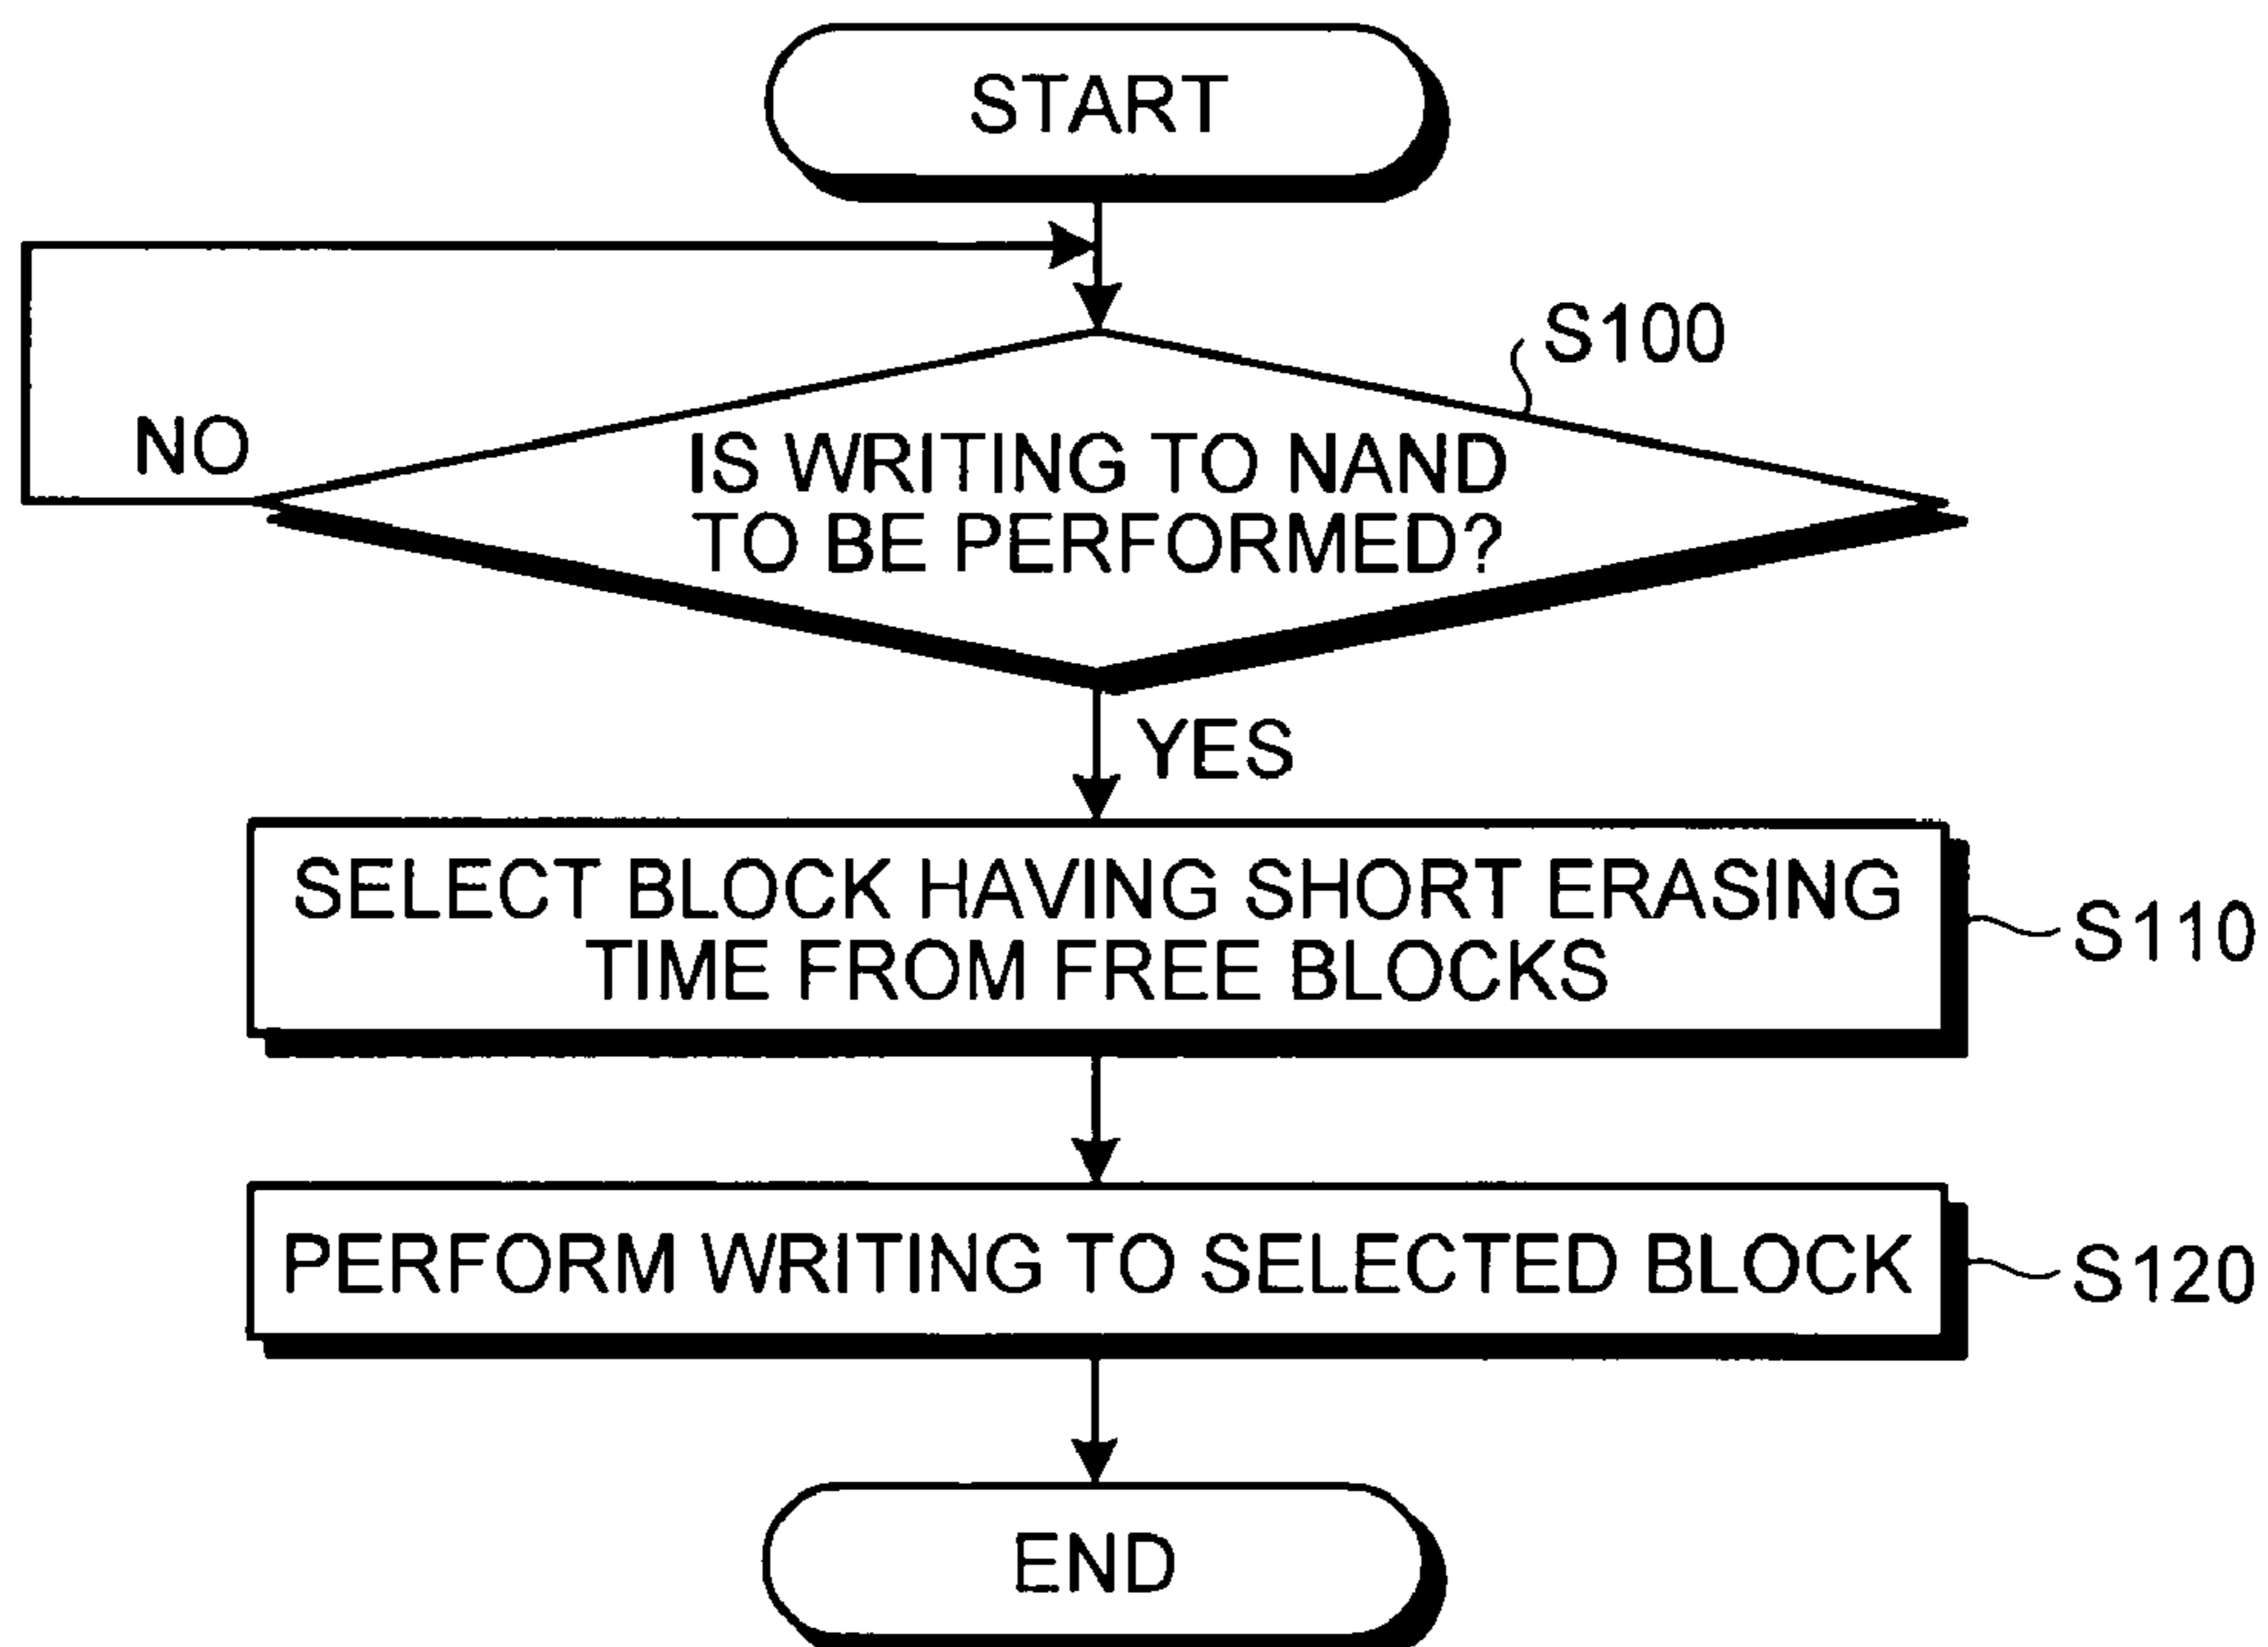 START
S100
NO
IS WRITING TO NAND
TO BE PERFORMED?
YES
SELECT BLOCK HAVING SHORT ERASING
TIME FROM FREE BLOCKS
S110
PERFORM WRITING TO SELECTED BLOCK
S120
END